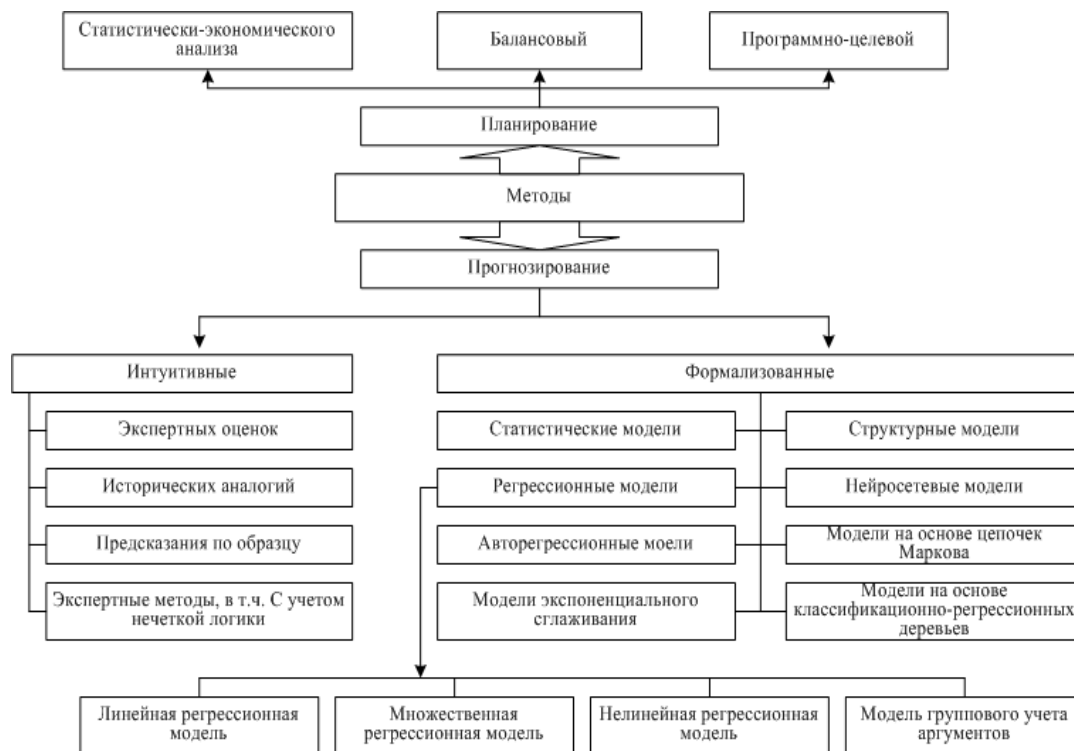 Статистически-экономического
анализа
Балансовый
Программно-целевой
Планирование
Методы
Прогнозирование
Интуитивные
Формализованные
Экспертных оценок
Статистические модели
Структурные модели
Исторических аналогий
Регрессионные модели
Нейросетевые модели
Предсказания по образцу
Авторегрессионные моели
Модели на основе цепочек
Маркова
Экспертные методы, в т.ч. С учетом
нечеткой логики
Модели экспоненциального
сглаживания
Модели на основе
классификационно-регрессионных
деревьев
Линейная регрессионная
модель
Множественная
регрессионная модель
Нелинейная регрессионная
модель
Модель группового учета
аргументов